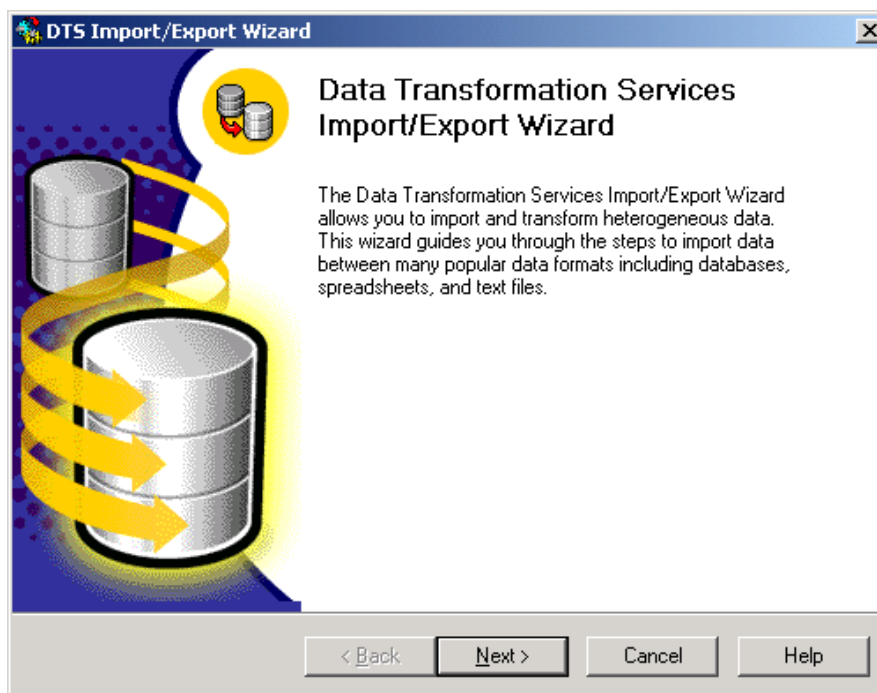 DTS Import/Export Wizard
Data Transformation Services
Import/Export Wizard
The Data Transformation Services Import/Export Wizard
allows you to import and transform heterogeneous data.
This wizard guides you through the steps to import data
between many popular data formats including databases,
spreadsheets, and text files.
< Back Next > Cancel Help